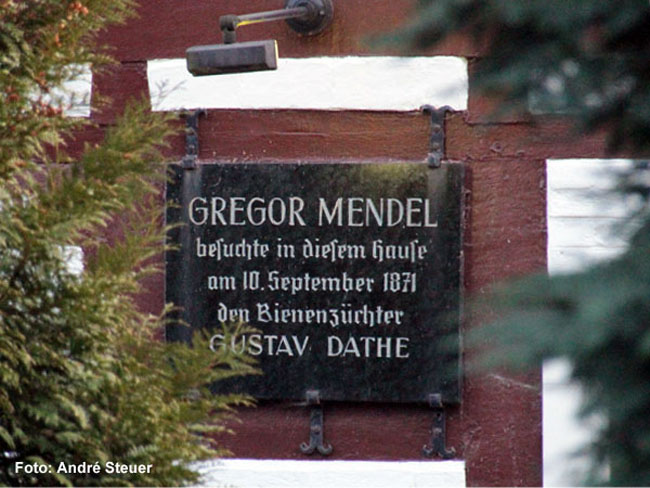 GREGOR MENDEL
beſuchte in dieſem Hauſe
am 10. September 1871
den Bienenzüchter
GUSTAV DATHE
Foto: André Steuer